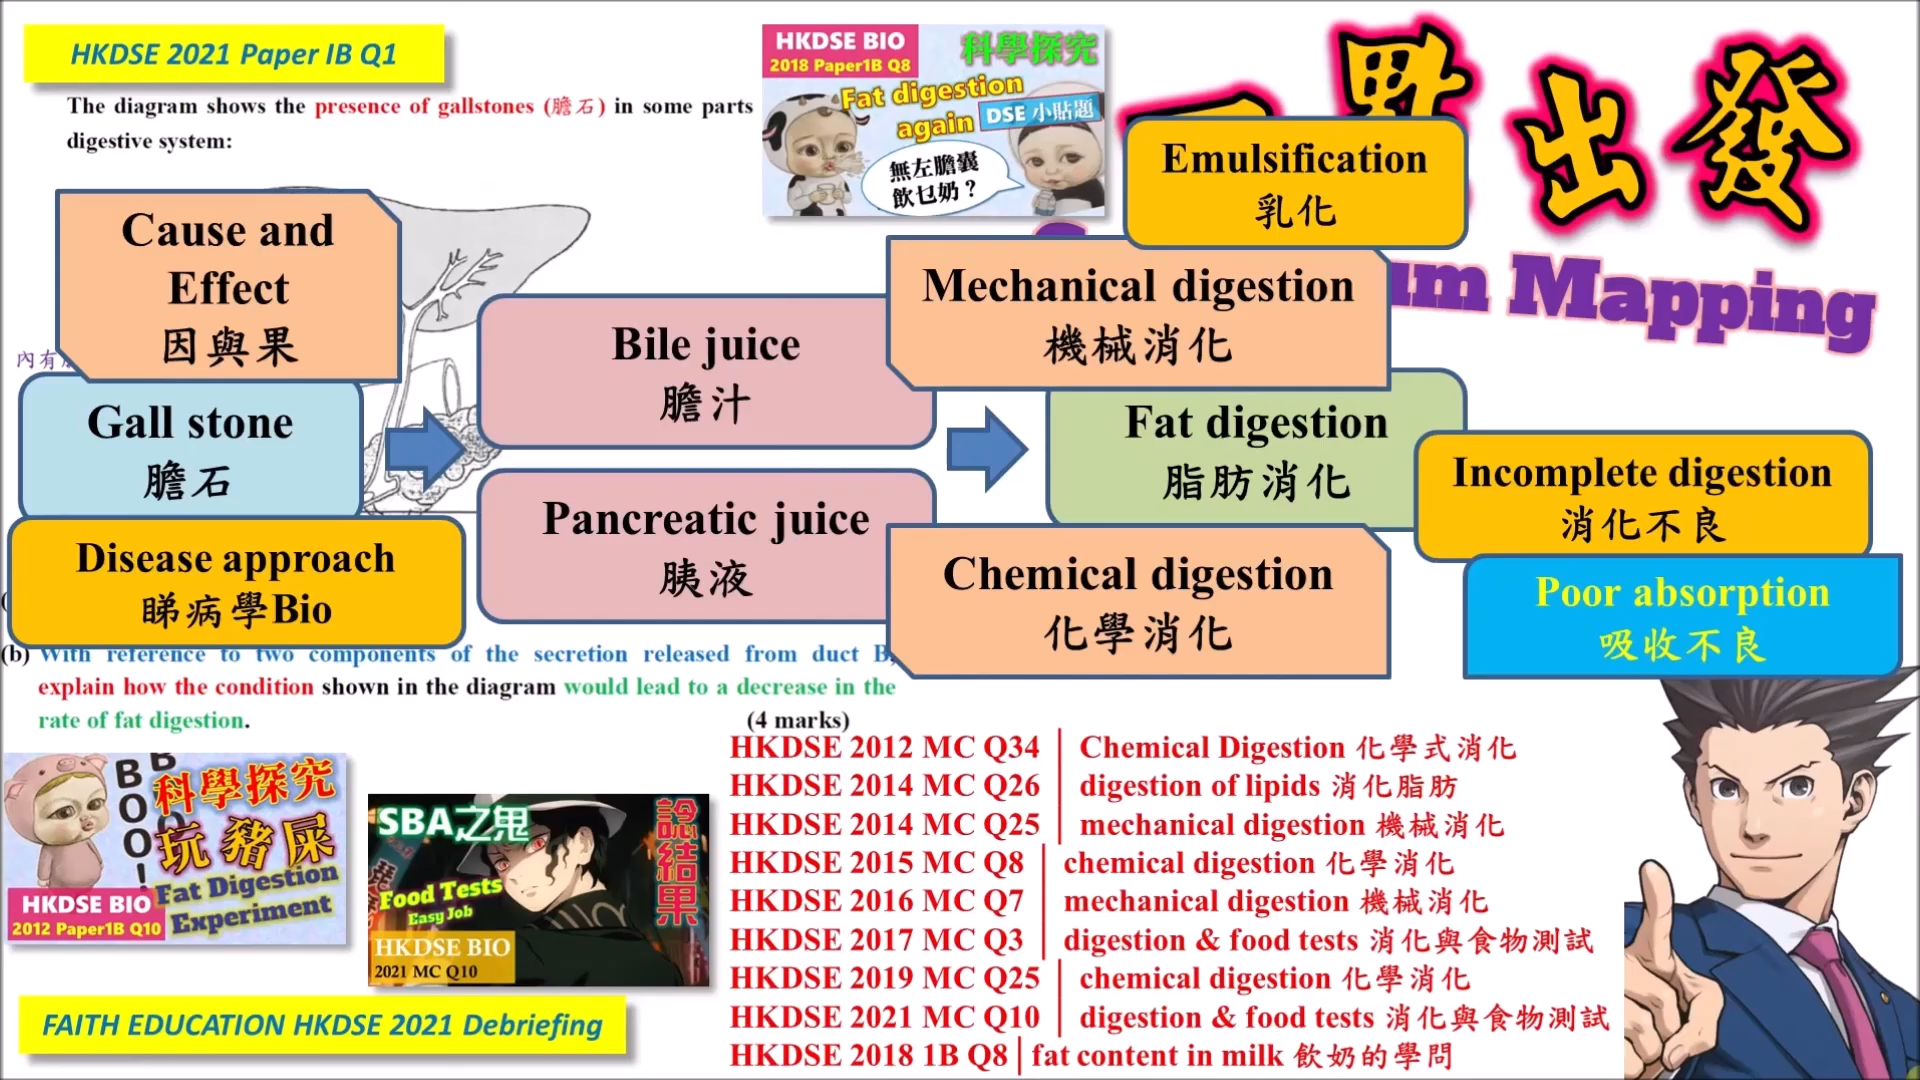 HKDSE 2021 Paper IB Q1
The diagram shows the presence of gallstones (膽石) in some parts
digestive system:
HKDSE BIO
2018 Paper1B Q8
科學探究
Fat digestion
again
DSE 小貼題
無左膽囊
飲乜奶？
點出發
um Mapping
Emulsification
乳化
Cause and
Effect
因與果
Mechanical digestion
機械消化
Bile juice
膽汁
內有
Gall stone
膽石
Fat digestion
脂肪消化
Incomplete digestion
消化不良
Pancreatic juice
胰液
Disease approach
睇病學Bio
Chemical digestion
化學消化
Poor absorption
吸收不良
(b) With reference to two components of the secretion released from duct B,
explain how the condition shown in the diagram would lead to a decrease in the
rate of fat digestion.
(4 marks)
BOO!
科學探究
玩豬屎
Fat Digestion
Experiment
HKDSE BIO
2012 Paper1B Q10
SBA之鬼
診結果
Food Tests
Easy Job
HKDSE BIO
2021 MC Q10
HKDSE 2012 MC Q34 | Chemical Digestion 化學式消化
HKDSE 2014 MC Q26 | digestion of lipids 消化脂肪
HKDSE 2014 MC Q25 | mechanical digestion 機械消化
HKDSE 2015 MC Q8 | chemical digestion 化學消化
HKDSE 2016 MC Q7 | mechanical digestion 機械消化
HKDSE 2017 MC Q3 | digestion & food tests 消化與食物測試
HKDSE 2019 MC Q25 | chemical digestion 化學消化
HKDSE 2021 MC Q10 | digestion & food tests 消化與食物測試
HKDSE 2018 1B Q8 | fat content in milk 飲奶的學問
FAITH EDUCATION HKDSE 2021 Debriefing